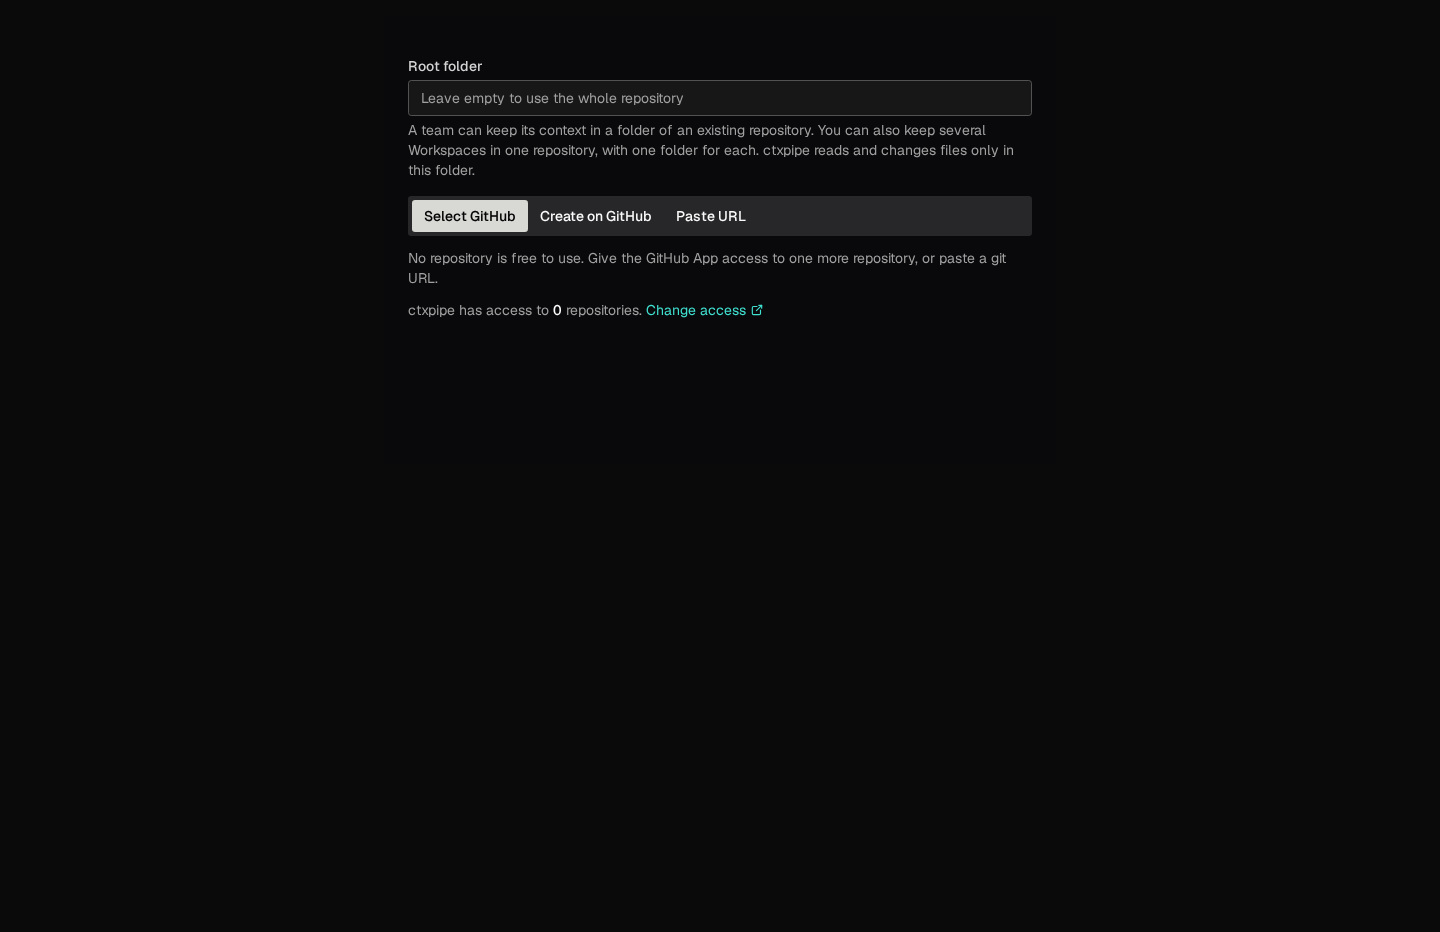 Root folder
Leave empty to use the whole repository
A team can keep its context in a folder of an existing repository. You can also keep several
Workspaces in one repository, with one folder for each. ctxpipe reads and changes files only in
this folder.
Select GitHub
Create on GitHub
Paste URL
No repository is free to use. Give the GitHub App access to one more repository, or paste a git
URL.
ctxpipe has access to 0 repositories. Change access